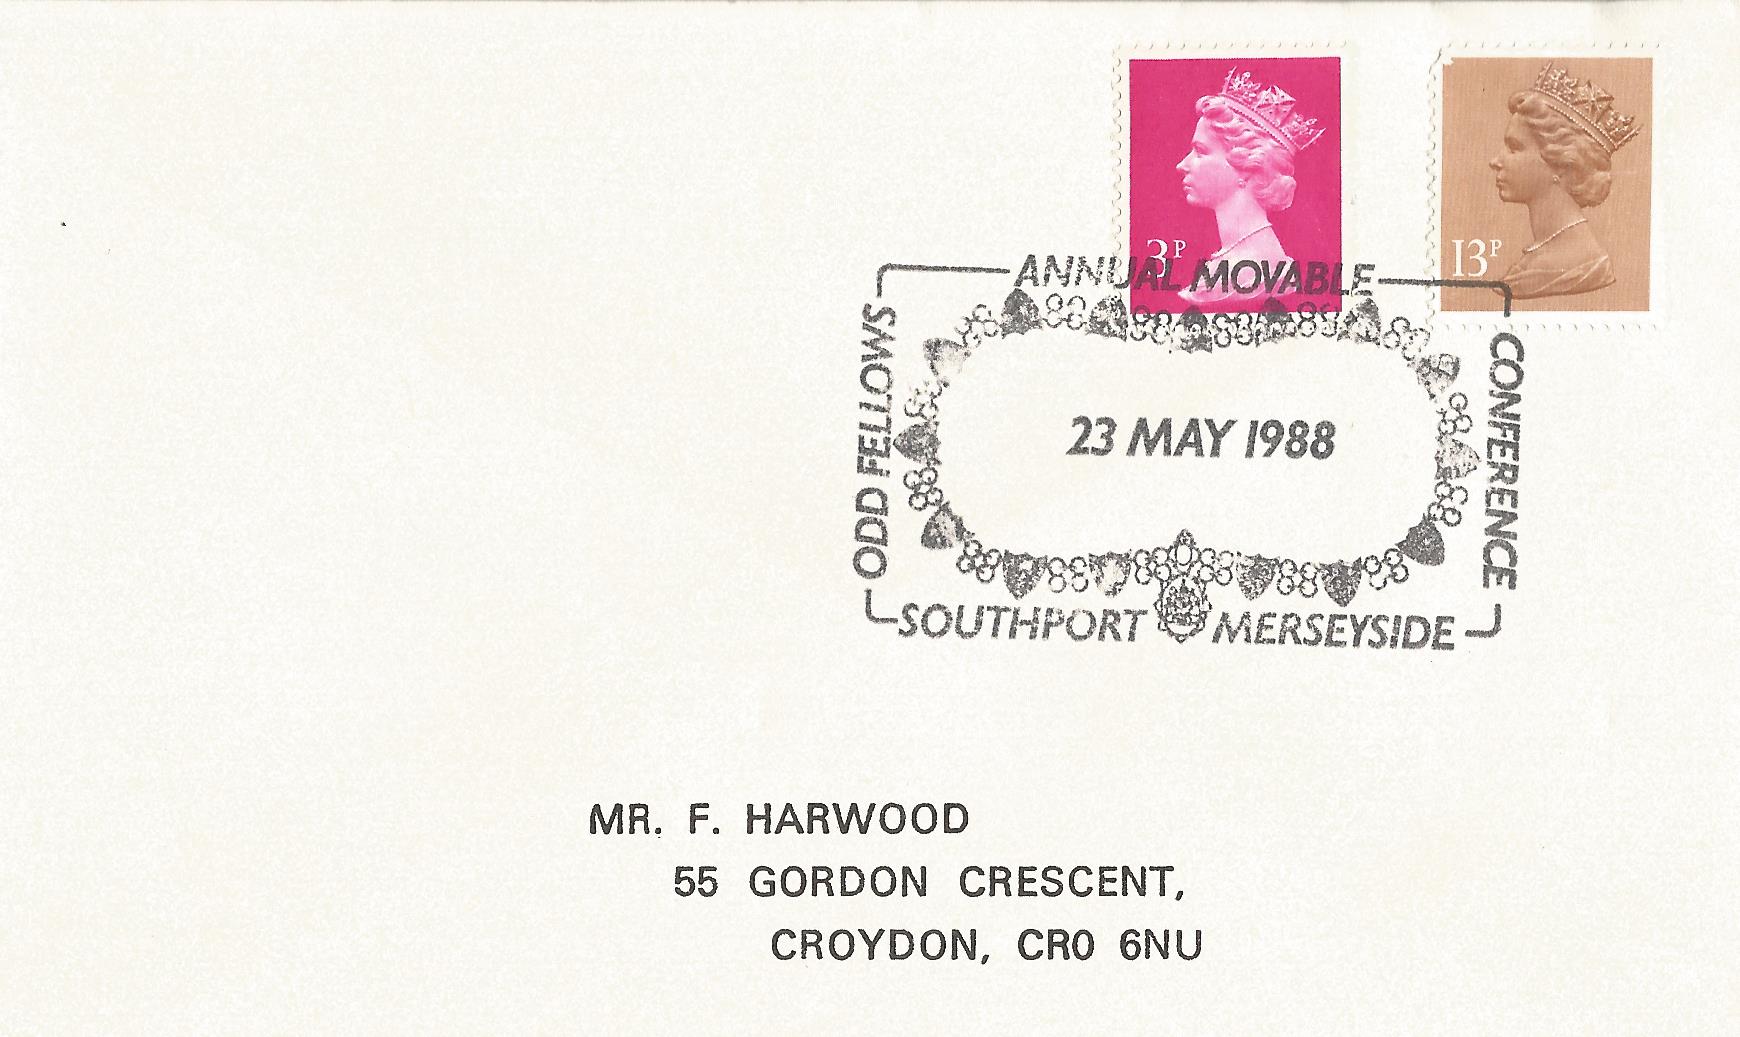 3P
13P
ODD FELLOWS
ANNUAL MOVABLE
CONFERENCE
23 MAY 1988
SOUTHPORT MERSEYSIDE
MR. F. HARWOOD
55 GORDON CRESCENT,
CROYDON, CR0 6NU